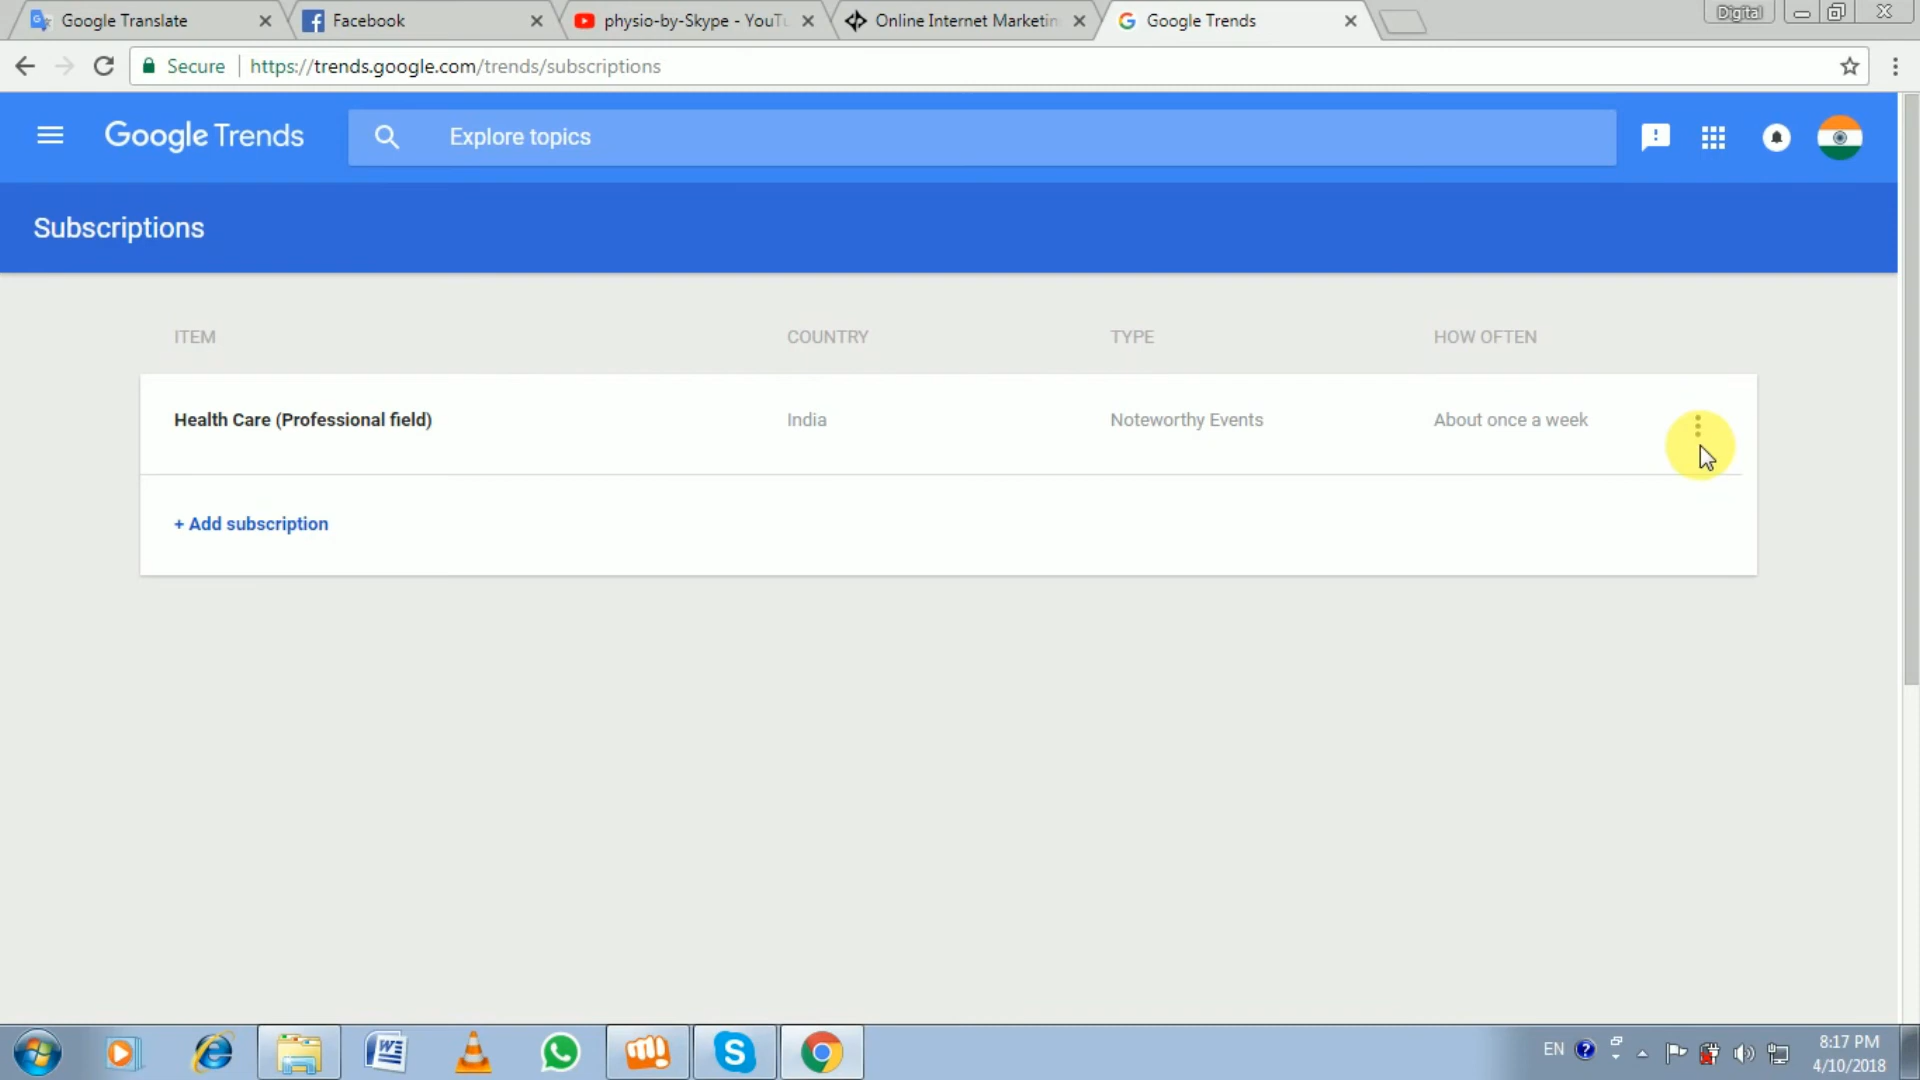 Google Translate
Facebook
physio-by-Skype - YouTu
Online Internet Marketin
Google Trends
Digital
Secure
https://trends.google.com/trends/subscriptions
Google Trends
Explore topics
Subscriptions
ITEM COUNTRY TYPE HOW OFTEN
Health Care (Professional field) India Noteworthy Events About once a week
+ Add subscription
EN
8:17 PM
4/10/2018